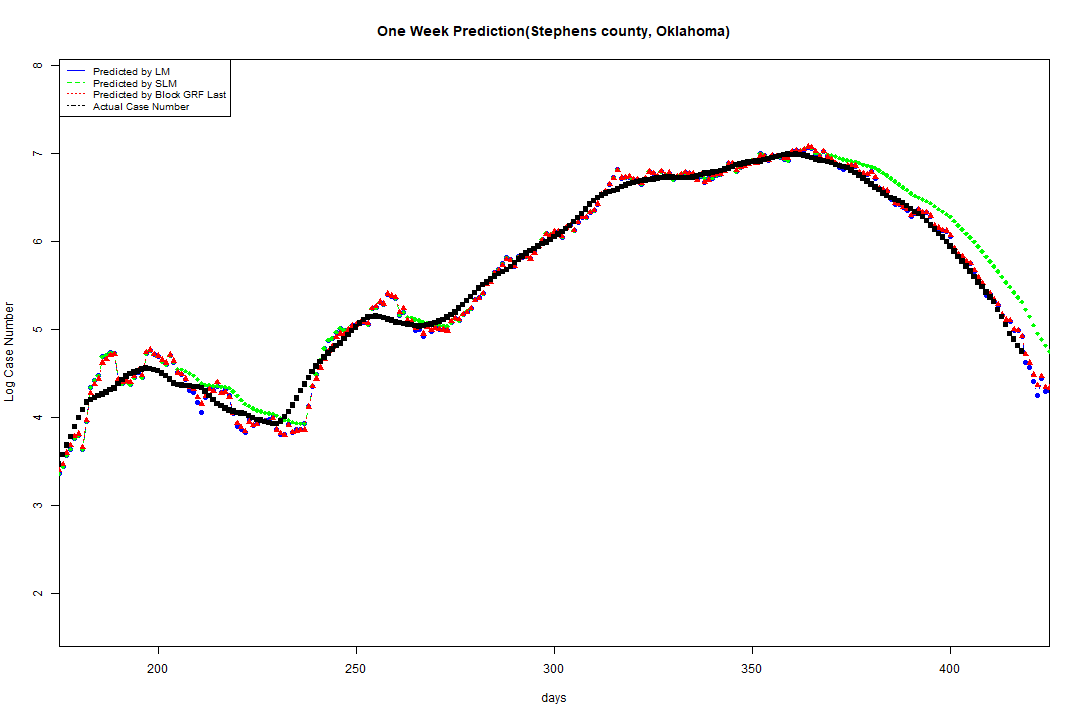 One Week Prediction(Stephens county, Oklahoma)
Predicted by LM
Predicted by SLM
Predicted by Block GRF Last
Actual Case Number
8
7
6
5
4
3
2
Log Case Number
200 250 300 350 400
days